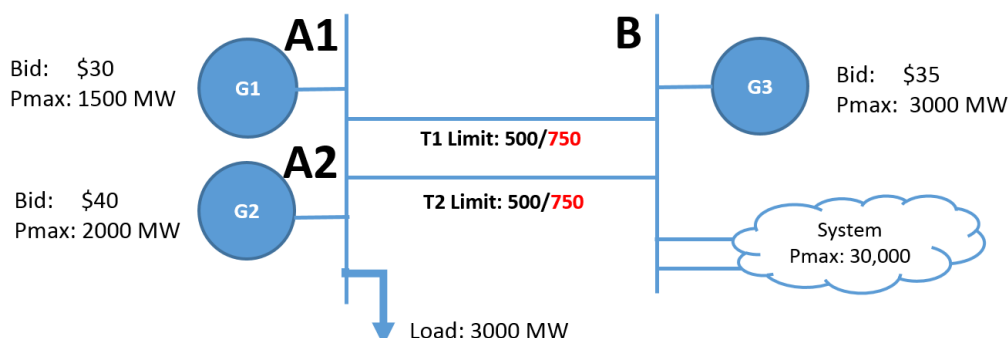 A1
B
Bid: $30
Pmax: 1500 MW
G1
G3
Bid: $35
Pmax: 3000 MW
T1 Limit: 500/750
A2
Bid: $40
Pmax: 2000 MW
G2
T2 Limit: 500/750
System
Pmax: 30,000
Load: 3000 MW